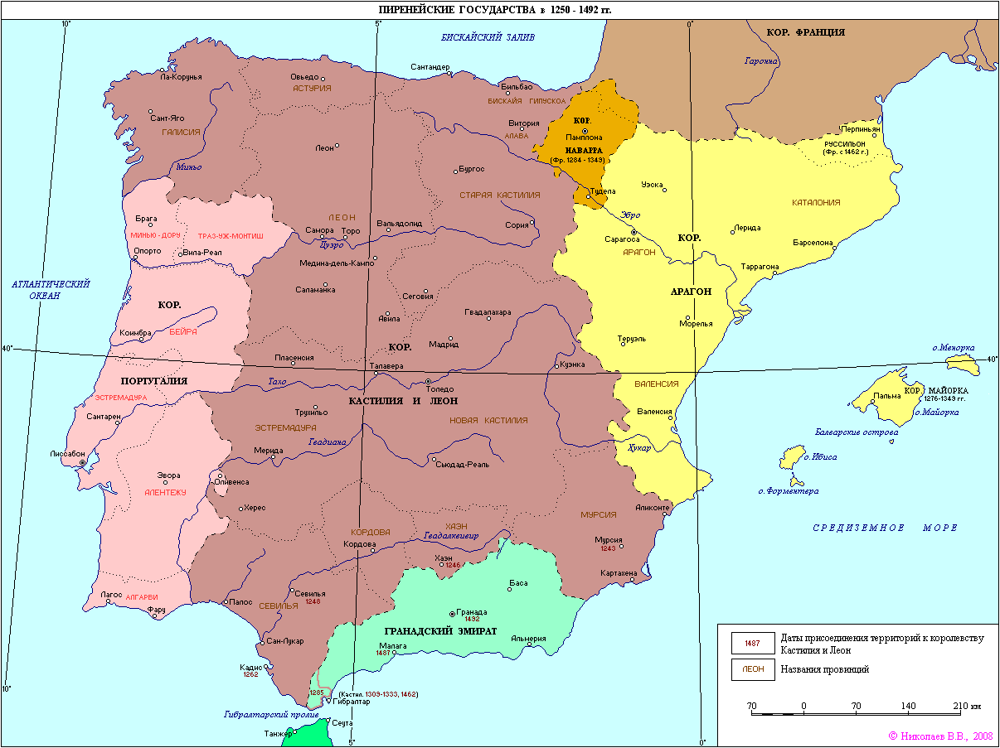 ПИРЕНЕЙСКИЕ ГОСУДАРСТВА в 1250 - 1492 гг.
10°
5°
0°
БИСКАЙСКИЙ ЗАЛИВ
КОР. ФРАНЦИЯ
Гаронна
Сантандер
Ла-Корунья
Овьедо
АСТУРИЯ
Бильбао
БИСКАЙЯ ГИПУСКОА
Сант-Яго
ГАЛИСИЯ
Витория
АЛАВА
КОР.
Памплона
НАВАРРА
(Фр. 1284 - 1349)
Перпиньян
РУССИЛЬОН
(Фр. с 1462 г.)
Леон
Миньо
Бургос
СТАРАЯ КАСТИЛИЯ
Тудела
Уэска
КАТАЛОНИЯ
Брага
МИНЬЮ - ДОРУ
ТРАЗ-УЖ-МОНТИШ
ЛЕОН
Самора
Торо
Вальядолид
Сория
Эбро
Сарагоса
Лерида
КОР.
Барселона
Опорто
Вила-Реал
Дуэро
АРАГОН
Медина-дель-Кампо
Таррагона
АТЛАНТИЧЕСКИЙ
ОКЕАН
Саламанка
Сеговия
АРАГОН
КОР.
Авила
Гвадалахара
Морелья
Коимбра
БЕЙРА
Мадрид
КОР.
Теруэль
40°
Пласенсия
Талавера
Куэнка
о.Менорка
40°
ПОРТУГАЛИЯ
Тахо
Толедо
ВАЛЕНСИЯ
КОР. МАЙОРКА
1276-1349 гг.
Пальма
ЭСТРЕМАДУРА
КАСТИЛИЯ И ЛЕОН
Сантарен
Трухильо
Валенсия
о.Майорка
ЭСТРЕМАДУРА
НОВАЯ КАСТИЛИЯ
Балеарские острова
Гвадиана
Лиссабон
Мерида
Хукар
о.Ибиса
Сьюдад-Реаль
Эвора
Оливенса
АЛЕНТЕЖУ
о.Форментера
Херес
Аликонте
МУРСИЯ
СРЕДИЗЕМНОЕ МОРЕ
КОРДОВА
ХАЭН
Гвадалквивир
Кордова
Мурсия
1243
Хаэн
1246
Картахена
Баса
Лагос
АЛГАРВИ
Фару
Палос
Севилья
1248
СЕВИЛЬЯ
Гранада
1492
ГРАНАДСКИЙ ЭМИРАТ
Сан-Лукар
Малага
1487
Альмерия
1487
Даты присоединения территорий к королевству
Кастилия и Леон
Кадис
1262
ЛЕОН
Названия провинций
10°
1285
(Кастил. 1309-1333, 1462)
Гибралтар
70
0
70
140
210 км
Гибралтарский пролив
Сеута
Танжер
5°
0°
© Николаев В.В., 2008